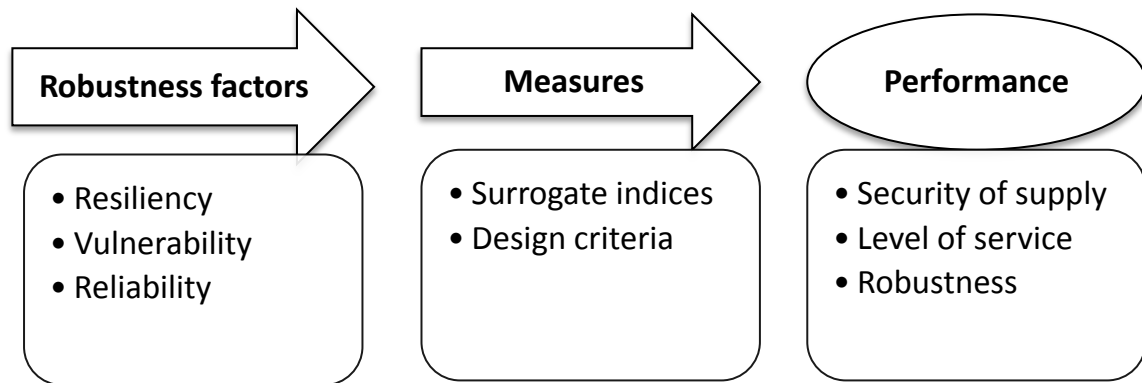 Robustness factors
• Resiliency
• Vulnerability
• Reliability
Measures
• Surrogate indices
• Design criteria
Performance
• Security of supply
• Level of service
• Robustness